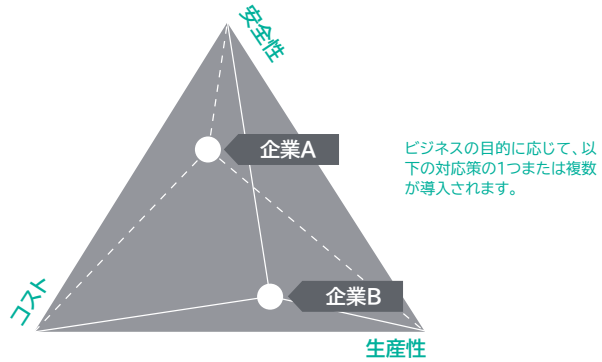 安全性
企業A
ビジネスの目的に応じて、以
下の対応策の1つまたは複数
が導入されます。
コスト
企業B
生産性